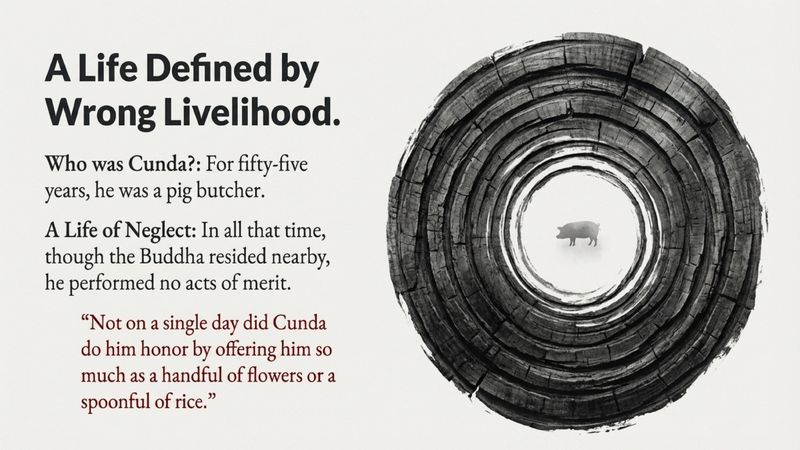 A Life Defined by
Wrong Livelihood.
Who was Cunda?: For fifty-five
years, he was a pig butcher.
A Life of Neglect: In all that time,
though the Buddha resided nearby,
he performed no acts of merit.
“Not on a single day did Cunda
do him honor by offering him so
much as a handful of flowers or a
spoonful of rice.”